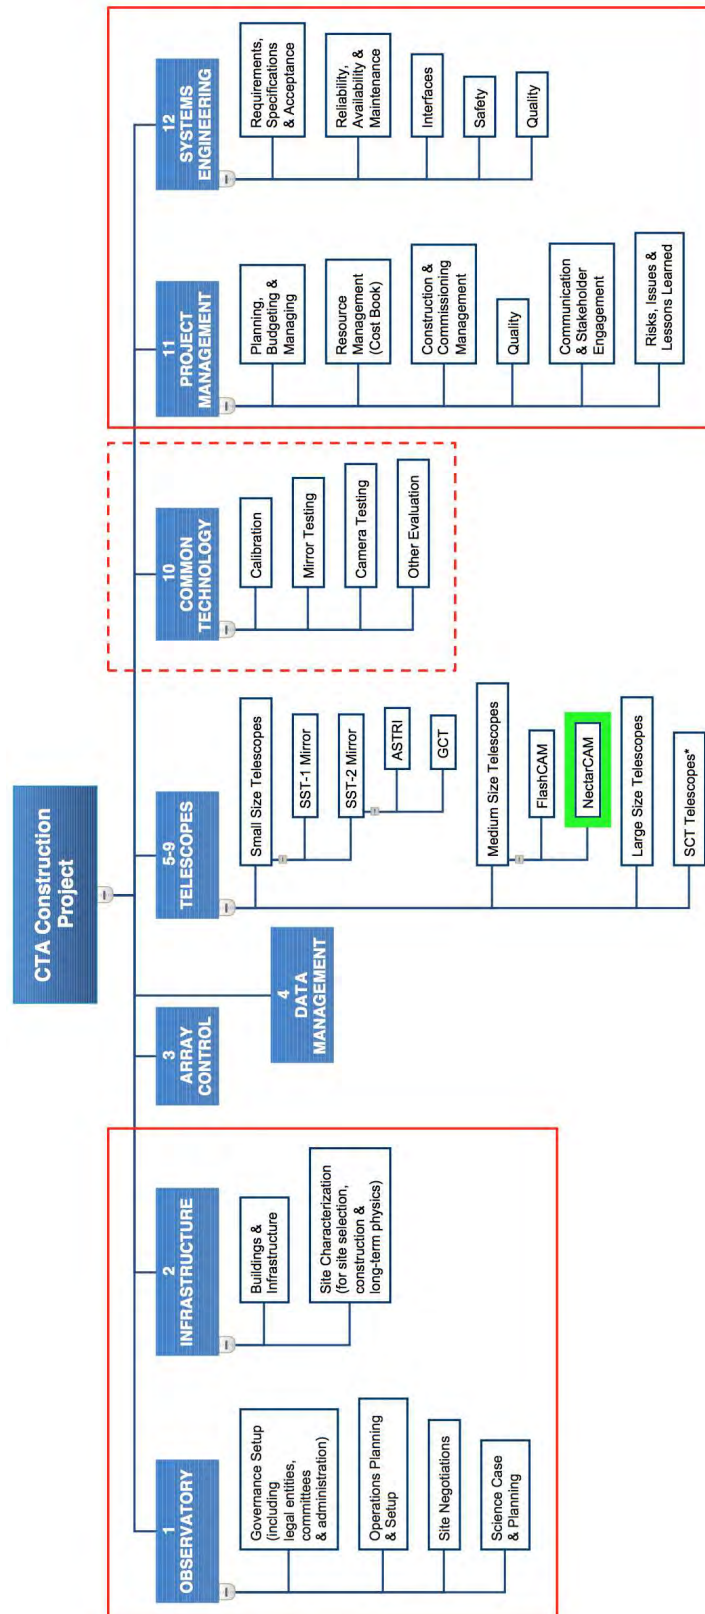 CTA Construction
Project
1
OBSERVATORY
Governance Setup
(including
legal entities,
committees
& administration)
Operations Planning
& Setup
Site Negotiations
Science Case
& Planning
2
INFRASTRUCTURE
Buildings &
Infrastructure
Site Characterization
(for site selection,
construction &
long-term physics)
3
ARRAY
CONTROL
4
DATA
MANAGEMENT
5-9
TELESCOPES
Small Size Telescopes
SST-1 Mirror
SST-2 Mirror
ASTRI
GCT
Medium Size Telescopes
FlashCAM
NectarCAM
Large Size Telescopes
SCT Telescopes*
10
COMMON
TECHNOLOGY
Calibration
Mirror Testing
Camera Testing
Other Evaluation
11
PROJECT
MANAGEMENT
Planning,
Budgeting &
Managing
Resource
Management
(Cost Book)
Construction &
Commissioning
Management
Quality
Communication
& Stakeholder
Engagement
Risks, Issues &
Lessons Learned
12
SYSTEMS
ENGINEERING
Requirements,
Specifications
& Acceptance
Reliability,
Availability &
Maintenance
Interfaces
Safety
Quality